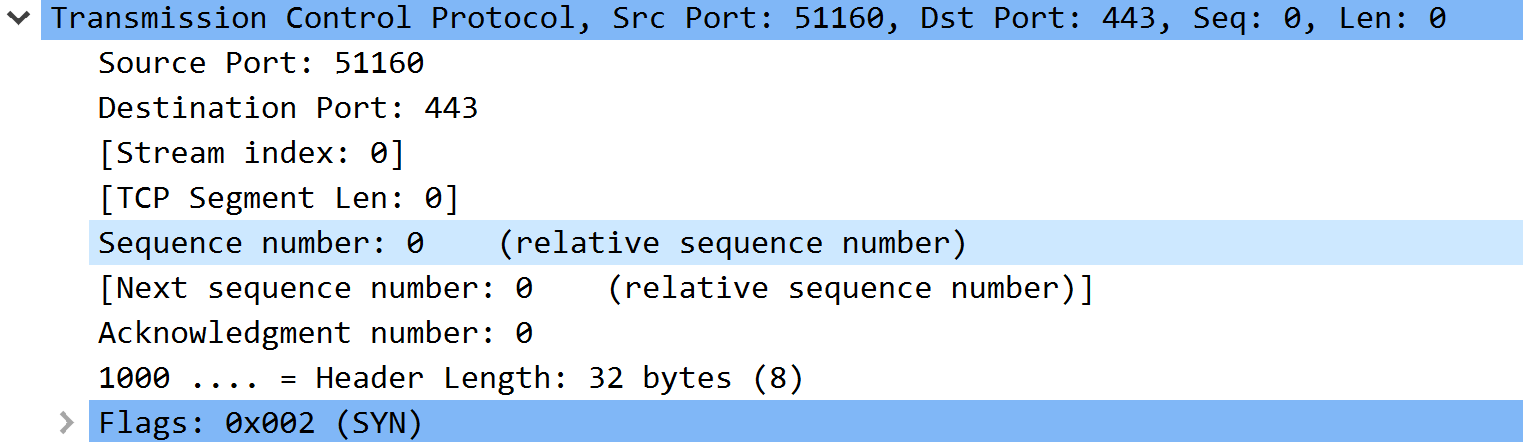 Transmission Control Protocol, Src Port: 51160, Dst Port: 443, Seq: 0, Len: 0
Source Port: 51160
Destination Port: 443
[Stream index: 0]
[TCP Segment Len: 0]
Sequence number: 0    (relative sequence number)
[Next sequence number: 0    (relative sequence number)]
Acknowledgment number: 0
1000 .... = Header Length: 32 bytes (8)
Flags: 0x002 (SYN)